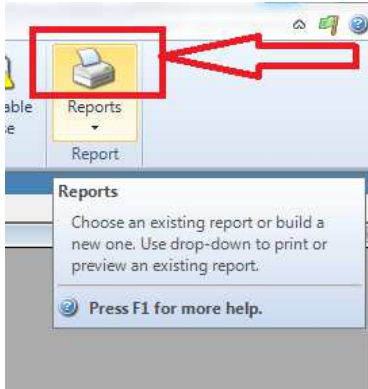 able
se
Reports
Report
Reports
Choose an existing report or build a
new one. Use drop-down to print or
preview an existing report.
Press F1 for more help.